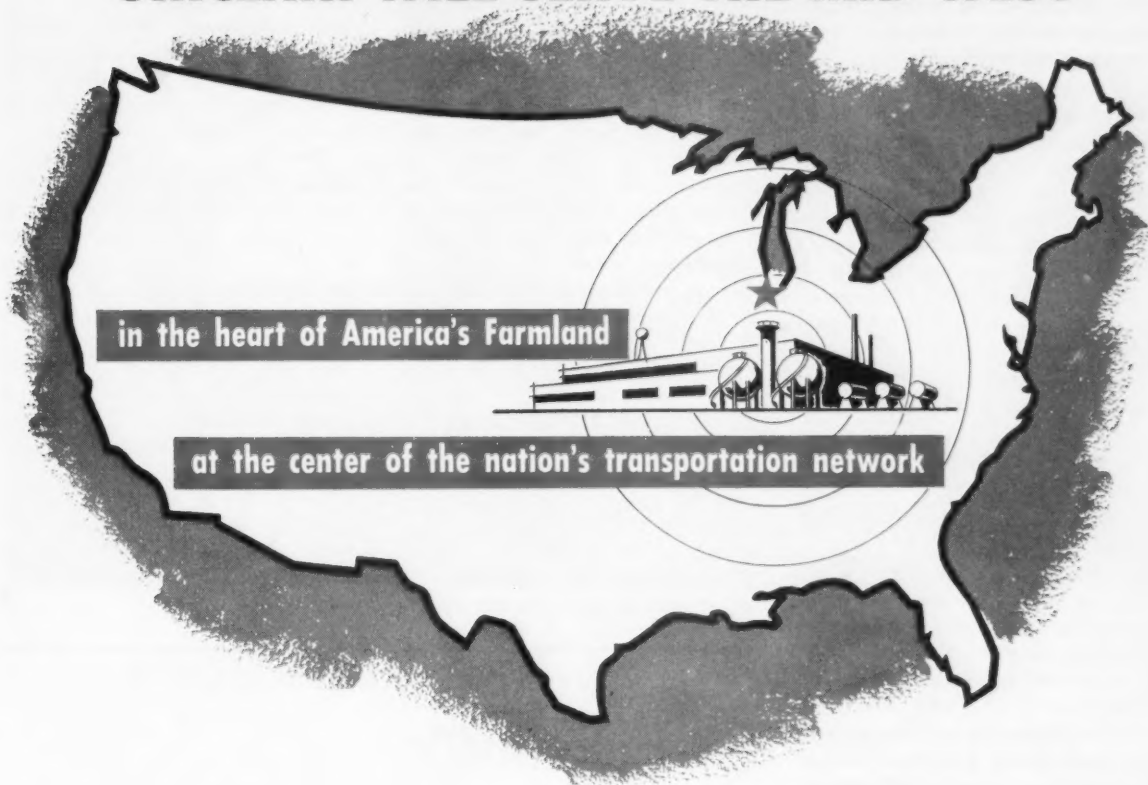 in the heart of America's Farmland
at the center of the nation's transportation network